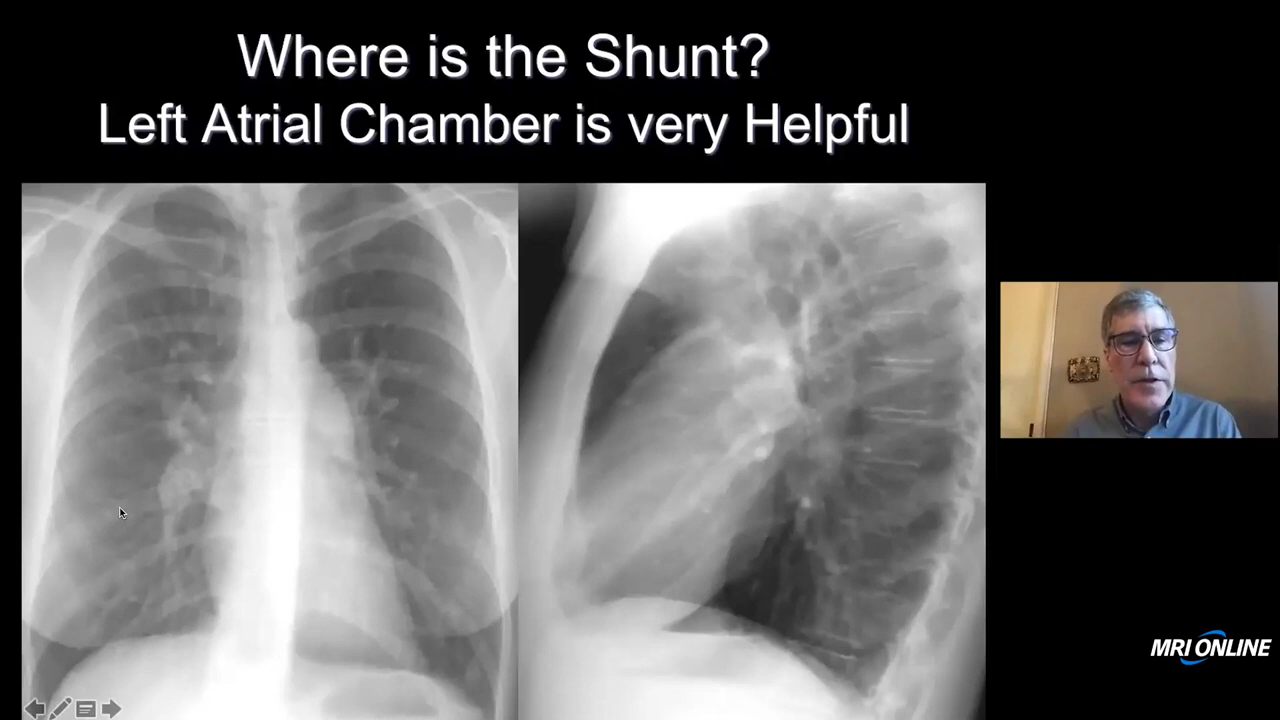 Where is the Shunt?
Left Atrial Chamber is very Helpful
MRI ONLINE